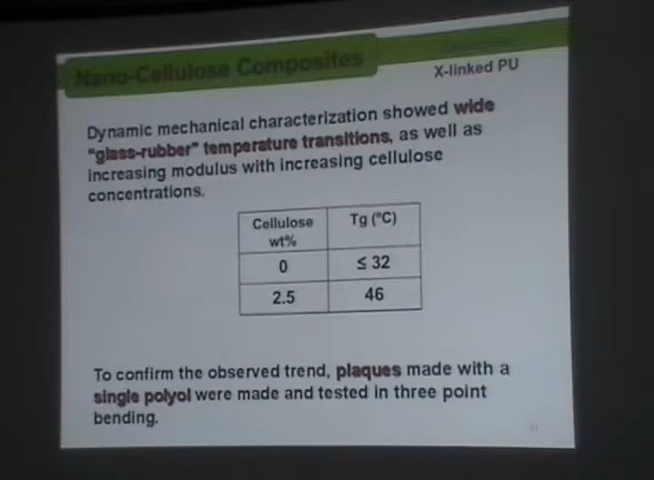 Nano-Cellulose Composites
X-linked PU
Dynamic mechanical characterization showed wide
"glass-rubber" temperature transitions, as well as
increasing modulus with increasing cellulose
concentrations.
Cellulose wt% Tg (°C)
0 ≤ 32
2.5 46
To confirm the observed trend, plaques made with a
single polyol were made and tested in three point
bending.